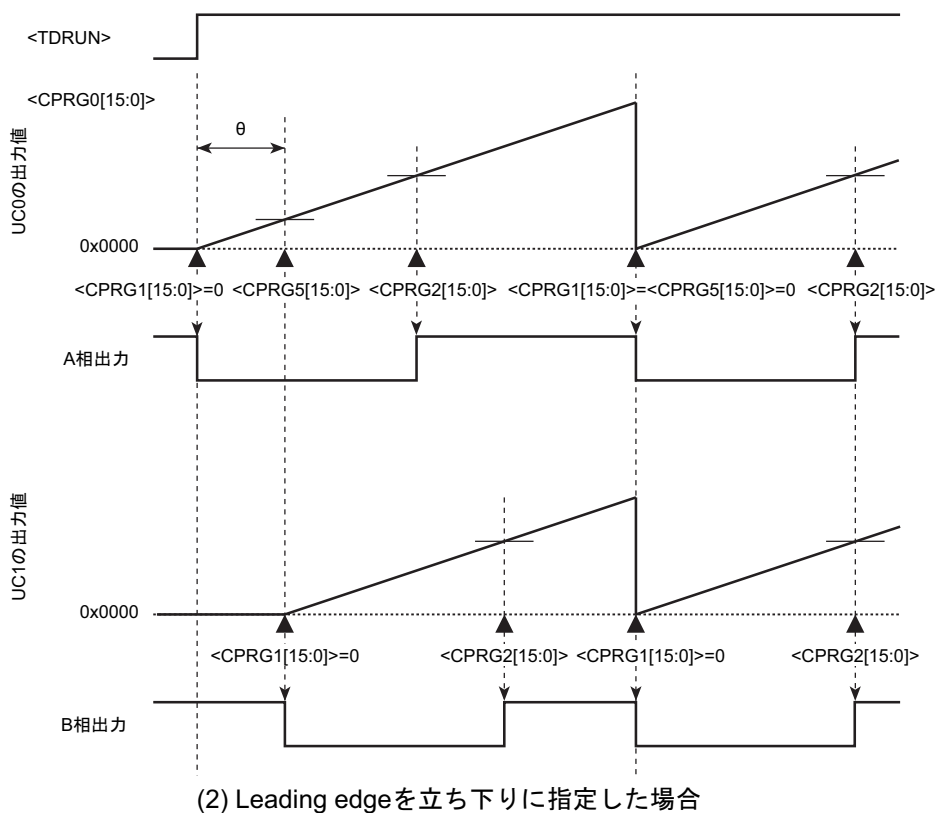 <TDRUN>
<CPRG0[15:0]>
θ
UC0の出力値
0x0000
<CPRG1[15:0]>=0 <CPRG5[15:0]> <CPRG2[15:0]> <CPRG1[15:0]>=<CPRG5[15:0]>=0 <CPRG2[15:0]>
A相出力
UC1の出力値
0x0000
<CPRG1[15:0]>=0 <CPRG2[15:0]> <CPRG1[15:0]>=0 <CPRG2[15:0]>
B相出力
(2) Leading edgeを立ち下りに指定した場合